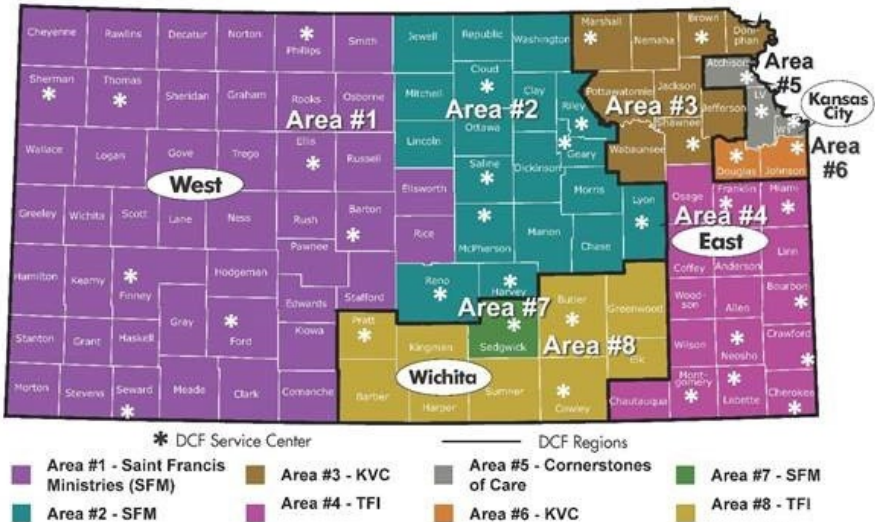 Cheyenne Rawlins Decatur Norton Phillips Smith Jewell Republic Washington Marshall Nemaha Brown Doni-
phan
Atchison Area
#5
Sherman Thomas Sheridan Graham Rooks Osborne Mitchell Cloud Clay Riley Pottawatomie Jackson Jefferson LV
Kansas
City
Area #1 Area #2 Area #3
Ottawa Shawnee WY
Wallace Logan Gove Trego Ellis Russell Lincoln Saline Dickinson Geary Wabaunsee Douglas Johnson
Area
#6
West
Ellsworth Morris Osage Franklin Miami
Greeley Wichita Scott Lane Ness Rush Barton Rice McPherson Marion Chase Lyon
Area #4
East
Pawnee Coffey Anderson Linn
Hamilton Kearny Finney Hodgeman Edwards Stafford Reno Harvey Butler Greenwood Wood-
son Allen Bourbon
Area #7
Gray Ford Kiowa Pratt Kingman Sedgwick
Area #8
Stanton Grant Haskell Elk Wilson Neosho Crawford
Wichita
Morton Stevens Seward Meade Clark Comanche Barber Harper Sumner Cowley Chautauqua Mont-
gomery Labette Cherokee
* DCF Service Center
DCF Regions
Area #1 - Saint Francis
Ministries (SFM)
Area #2 - SFM
Area #3 - KVC
Area #4 - TFI
Area #5 - Cornerstones
of Care
Area #6 - KVC
Area #7 - SFM
Area #8 - TFI